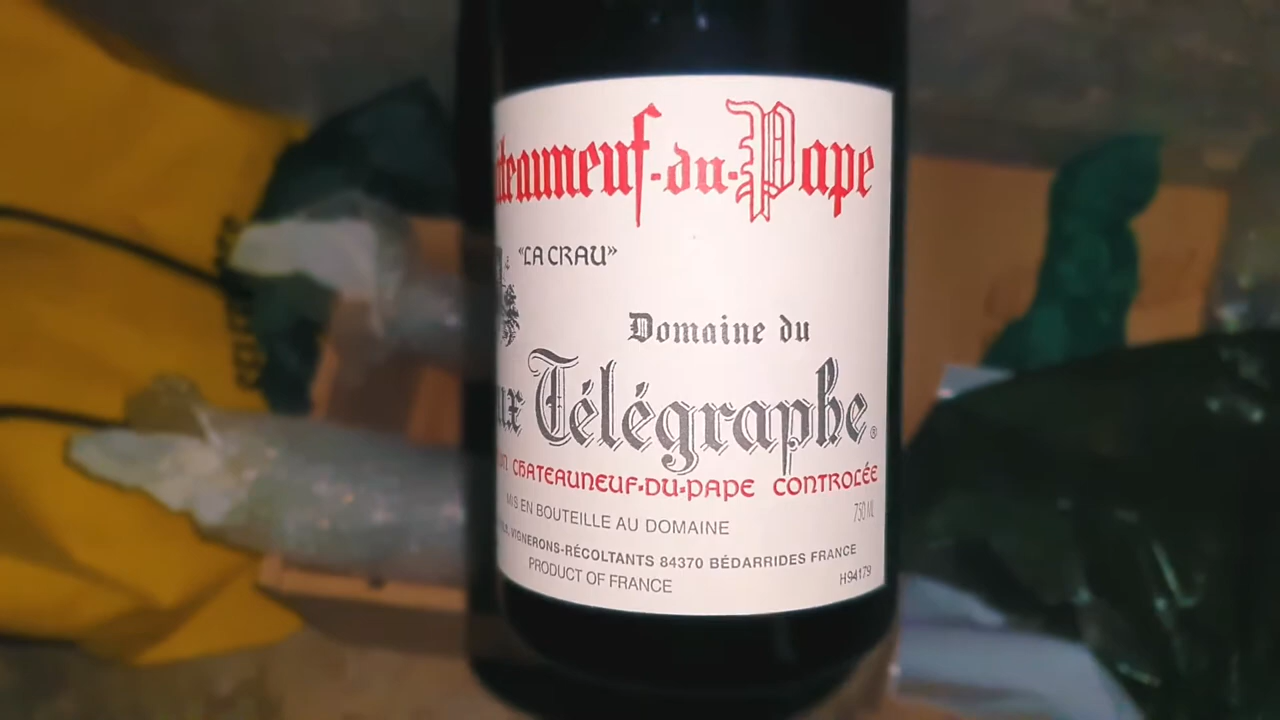 teauneuf-du-Pape
"LA CRAU"
Domaine du
ux Télégraphe®
N CHATEAUNEUF-DU-PAPE CONTROLÉE
MIS EN BOUTEILLE AU DOMAINE 750 ML
VIGNERONS-RÉCOLTANTS 84370 BÉDARRIDES FRANCE
PRODUCT OF FRANCE H94179